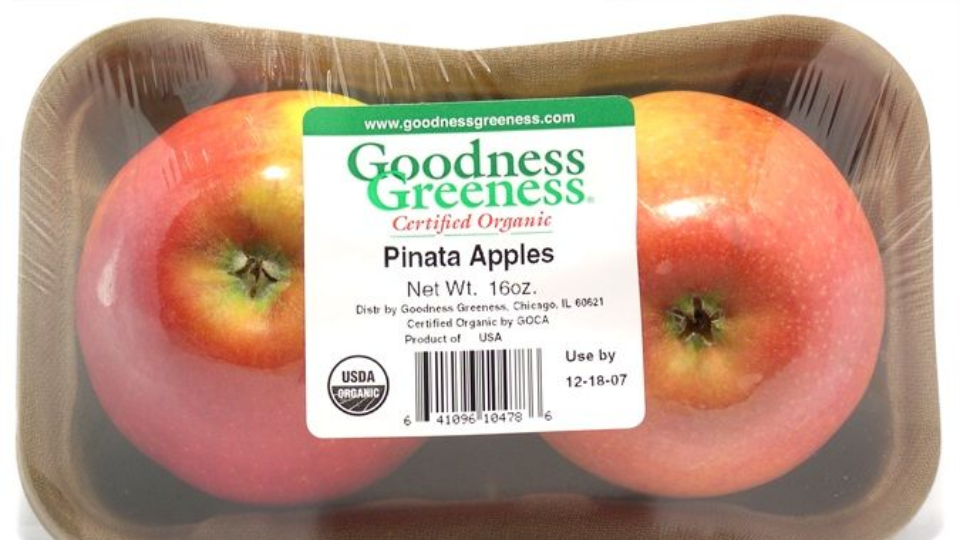 www.goodnessgreeness.com
Goodness
Greeness®
Certified Organic
Pinata Apples
Net Wt. 16oz.
Distr by Goodness Greeness, Chicago, IL 60621
Certified Organic by GOCA
Product of USA
Use by
12-18-07
USDA
ORGANIC
6 41096 10478 6